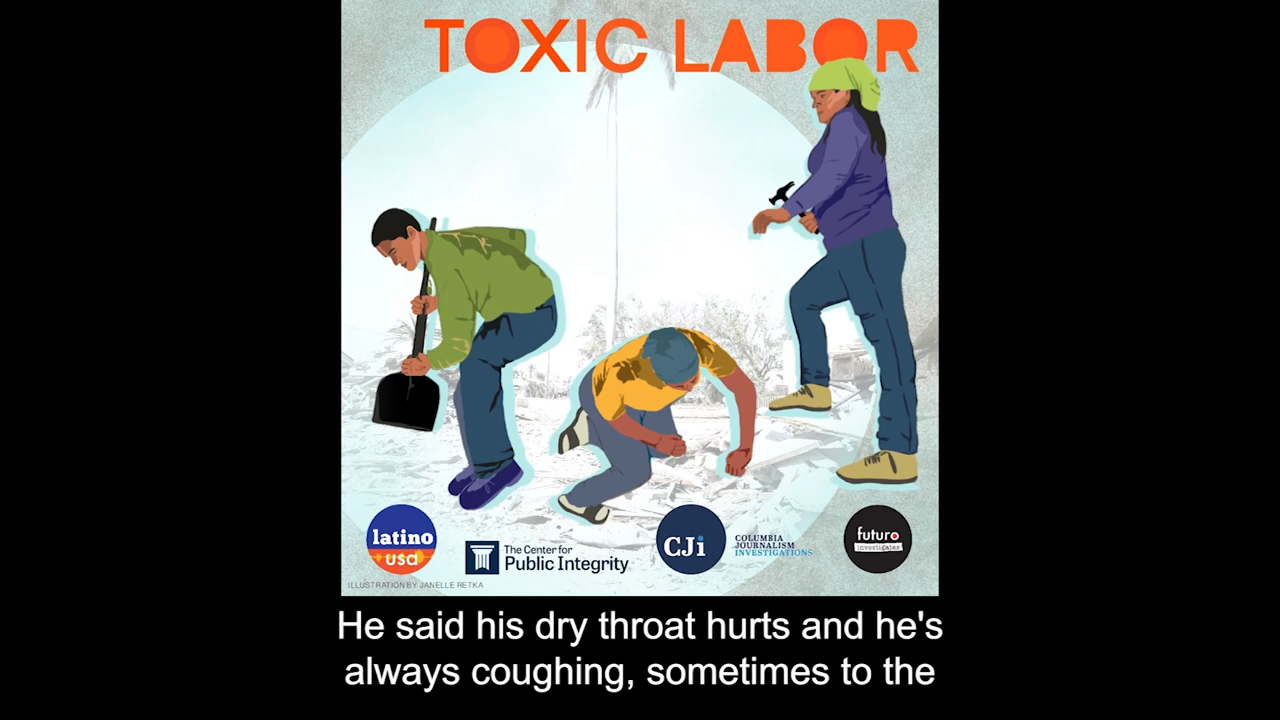 TOXIC LABOR
latino
usa
The Center for
Public Integrity
CJi
COLUMBIA
JOURNALISM
INVESTIGATIONS
futuro
investigates
ILLUSTRATION BY JANELLE RETKA
He said his dry throat hurts and he's
always coughing, sometimes to the